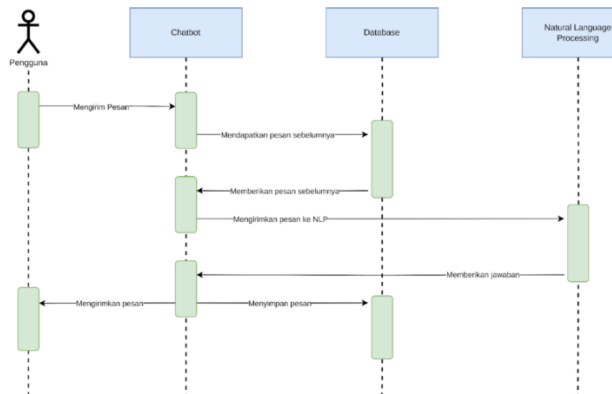 Chatbot
Database
Natural Language
Processing
Pengguna
Mengirim Pesan
Mendapatkan pesan sebelumnya
Memberikan pesan sebelumnya
Mengirimkan pesan ke NLP
Memberikan jawaban
Mengirimkan pesan
Menyimpan pesan